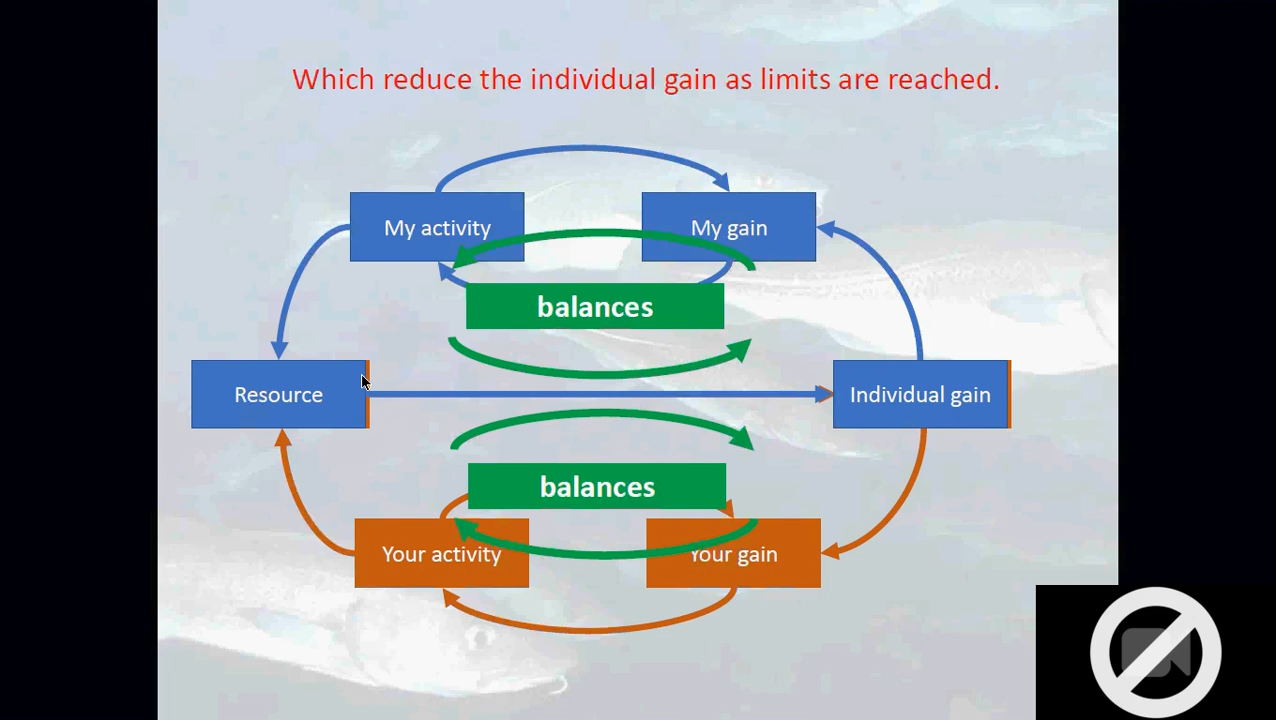 Which reduce the individual gain as limits are reached.
My activity
My gain
balances
Resource
Individual gain
balances
Your activity
Your gain